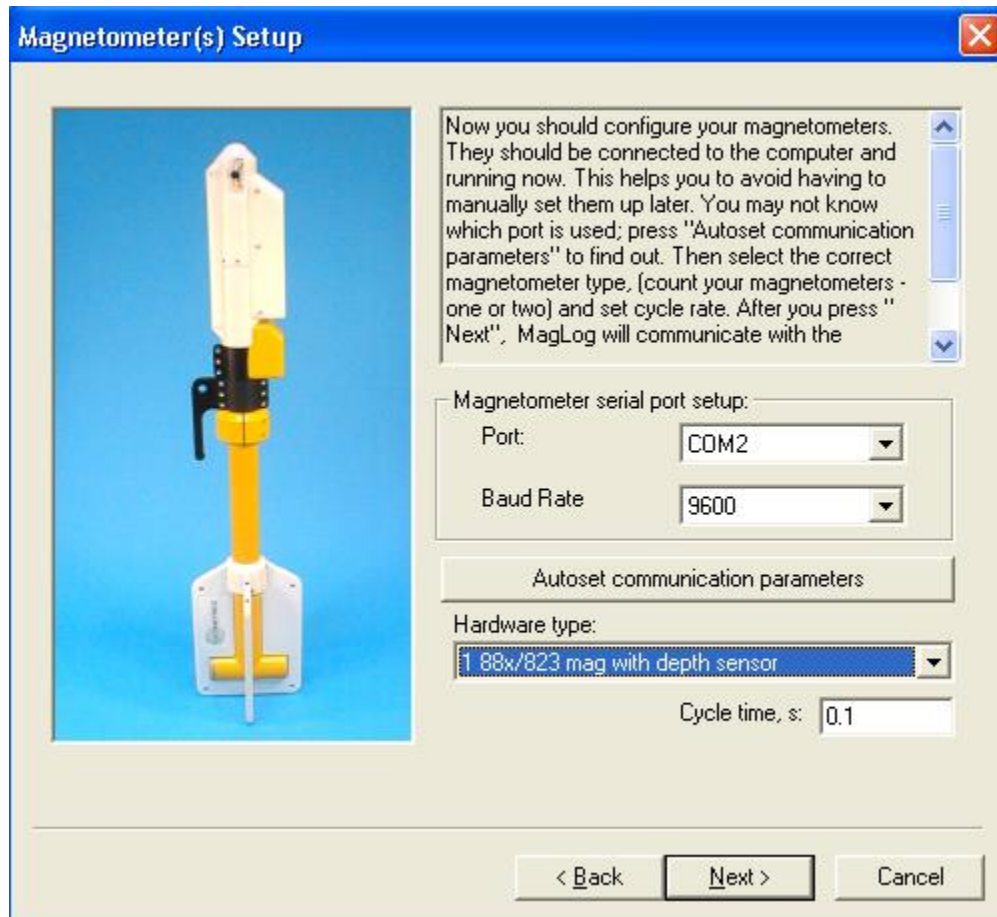 Magnetometer(s) Setup
Now you should configure your magnetometers.
They should be connected to the computer and
running now. This helps you to avoid having to
manually set them up later. You may not know
which port is used; press "Autoset communication
parameters" to find out. Then select the correct
magnetometer type, (count your magnetometers -
one or two) and set cycle rate. After you press "
Next", MagLog will communicate with the
Magnetometer serial port setup:
Port: COM2
Baud Rate 9600
Autoset communication parameters
Hardware type:
1 88x/823 mag with depth sensor
Cycle time, s: 0.1
< Back Next > Cancel